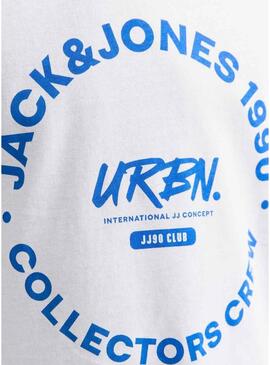 JACK&JONES 1990
URBN.
INTERNATIONAL JJ CONCEPT
JJ90 CLUB
• COLLECTORS CREW •